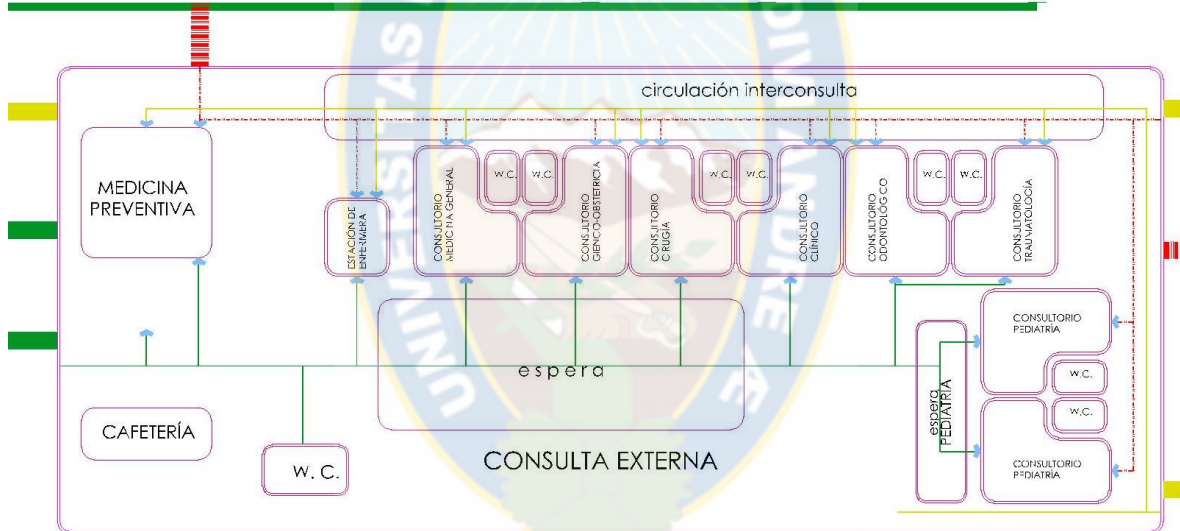 circulación interconsulta
MEDICINA
PREVENTIVA
ESTACIÓN DE
ENFERMERA
CONSULTORIO
MEDICINA GENERAL
W.C.
W.C.
CONSULTORIO
GIENCO-OBSTETRICIA
CONSULTORIO
CIRUGÍA
W.C.
W.C.
CONSULTORIO
CLÍNICO
CONSULTORIO
ODONTOLÓGICO
W.C.
W.C.
CONSULTORIO
TRAUMATOLOGÍA
CONSULTORIO
PEDIATRÍA
espera
espera
PEDIATRÍA
W.C.
W.C.
CAFETERÍA
W. C.
CONSULTA EXTERNA
CONSULTORIO
PEDIATRÍA